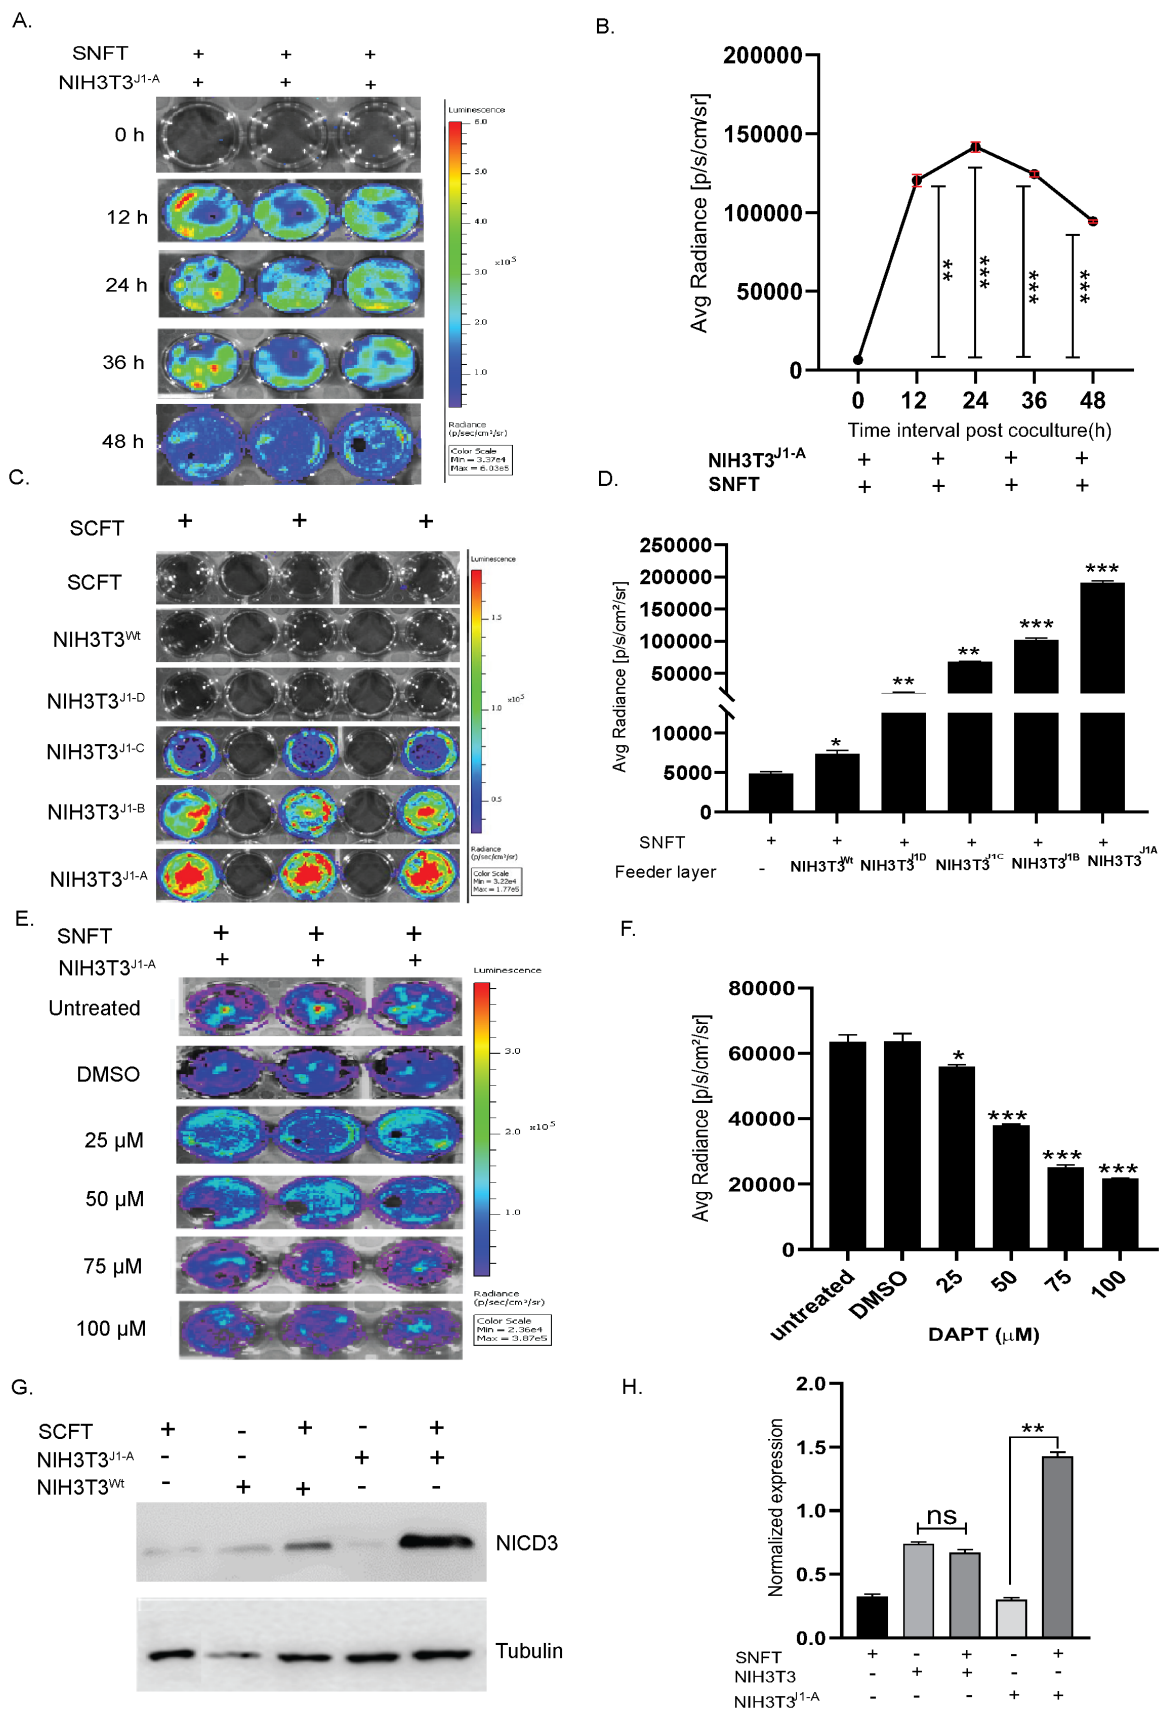 A.
SNFT + + +
NIH3T3J1-A + + +
0 h
12 h
24 h
36 h
48 h
Luminescence
6.0
4.0
3.0
x10^5
2.0
1.0
Radiance
(p/sec/cm²/sr)
Color Scale
Min = 3.37e4
Max = 6.03e5
B.
Avg Radiance [p/s/cm/sr]
200000
150000
100000
50000
0
** *** *** ***
0 12 24 36 48
Time interval post coculture(h)
NIH3T3J1-A + + + +
SNFT + + + +
C.
SCFT + + +
SCFT
NIH3T3Wt
NIH3T3J1-D
NIH3T3J1-C
NIH3T3J1-B
NIH3T3J1-A
Luminescence
1.5
1.0
x10^5
0.5
Radiance
(p/sec/cm²/sr)
Color Scale
Min = 3.22e4
Max = 1.77e5
D.
Avg Radiance [p/s/cm²/sr]
250000
200000
150000
100000
50000
10000
5000
0
* ** ** *** ***
SNFT + + + + + +
Feeder layer - NIH3T3Wt NIH3T3J1D NIH3T3J1C NIH3T3J1B NIH3T3J1A
E.
SNFT + + +
NIH3T3J1-A + + +
Untreated
DMSO
25 µM
50 µM
75 µM
100 µM
Luminescence
3.0
2.0
x10^5
1.0
Radiance
(p/sec/cm²/sr)
Color Scale
Min = 2.36e4
Max = 3.87e5
F.
Avg Radiance [p/s/cm²/sr]
80000
60000
40000
20000
0
* *** *** ***
untreated DMSO 25 50 75 100
DAPT (µM)
G.
SCFT + - + - +
NIH3T3J1-A - - - + +
NIH3T3Wt - + + - -
NICD3
Tubulin
H.
Normalized expression
2.0
1.5
1.0
0.5
0.0
ns
**
SNFT + - + - +
NIH3T3 - + + - -
NIH3T3J1-A - - - + +